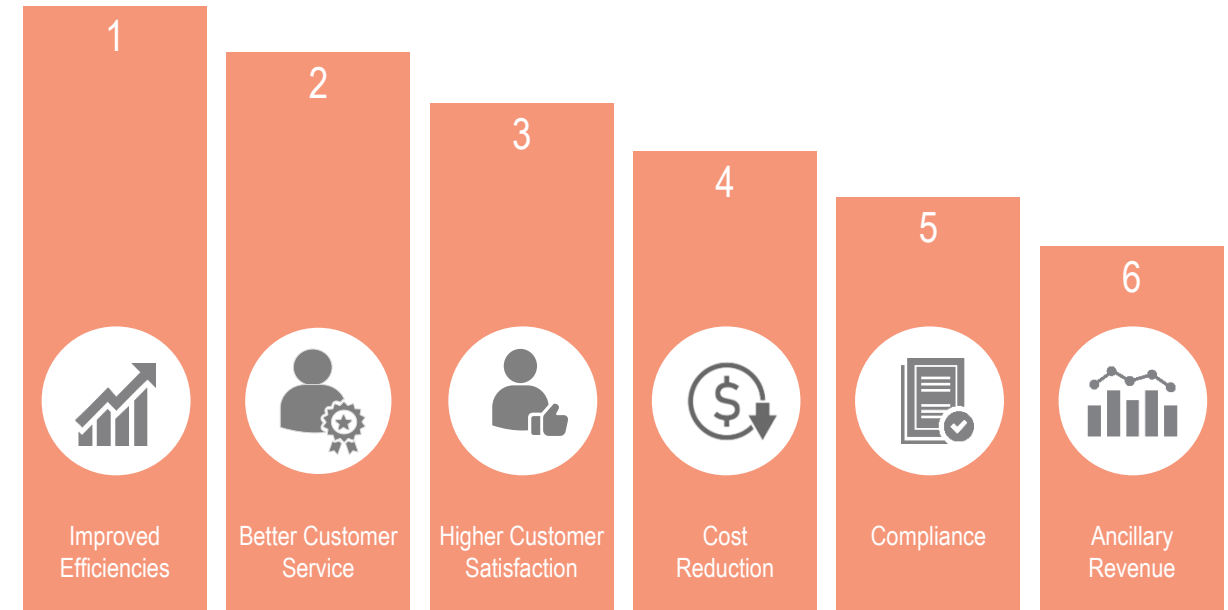 1
Improved
Efficiencies
2
Better Customer
Service
3
Higher Customer
Satisfaction
4
Cost
Reduction
$
5
Compliance
6
Ancillary
Revenue